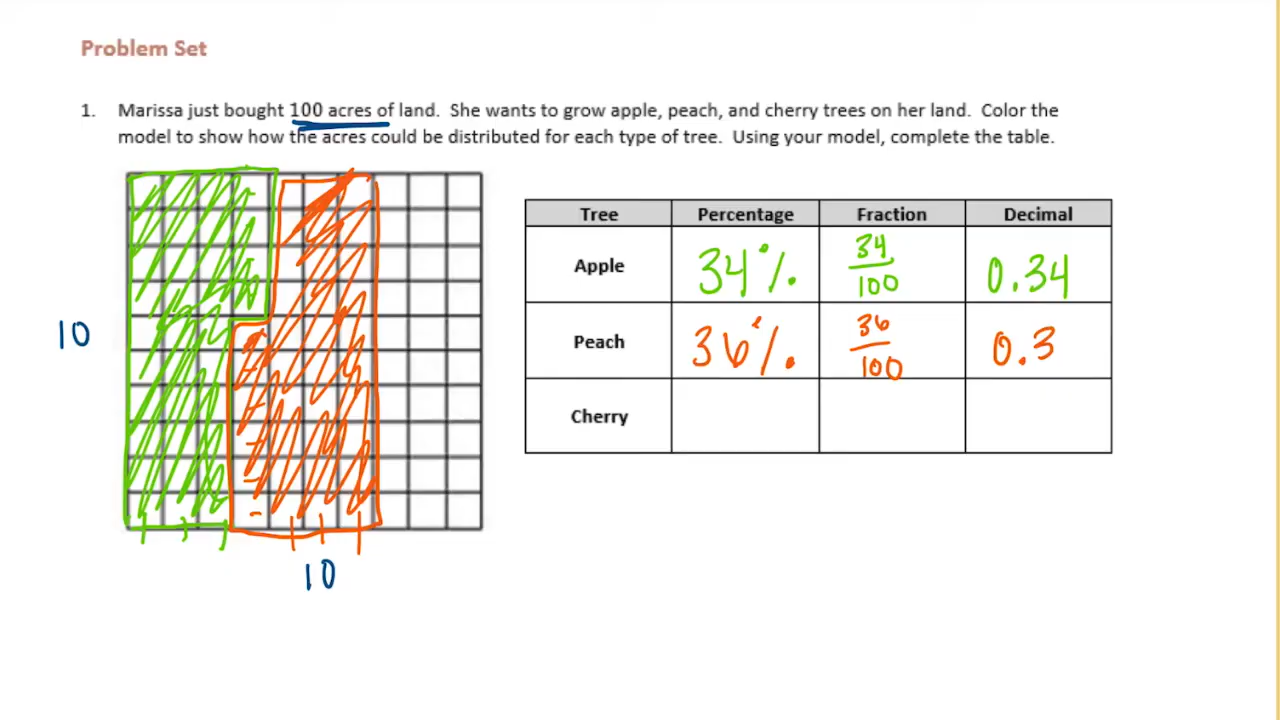 Problem Set
1. Marissa just bought 100 acres of land. She wants to grow apple, peach, and cherry trees on her land. Color the
model to show how the acres could be distributed for each type of tree. Using your model, complete the table.
Tree Percentage Fraction Decimal
Apple 34% 34/100 0.34
Peach 36% 36/100 0.3
Cherry
10
10